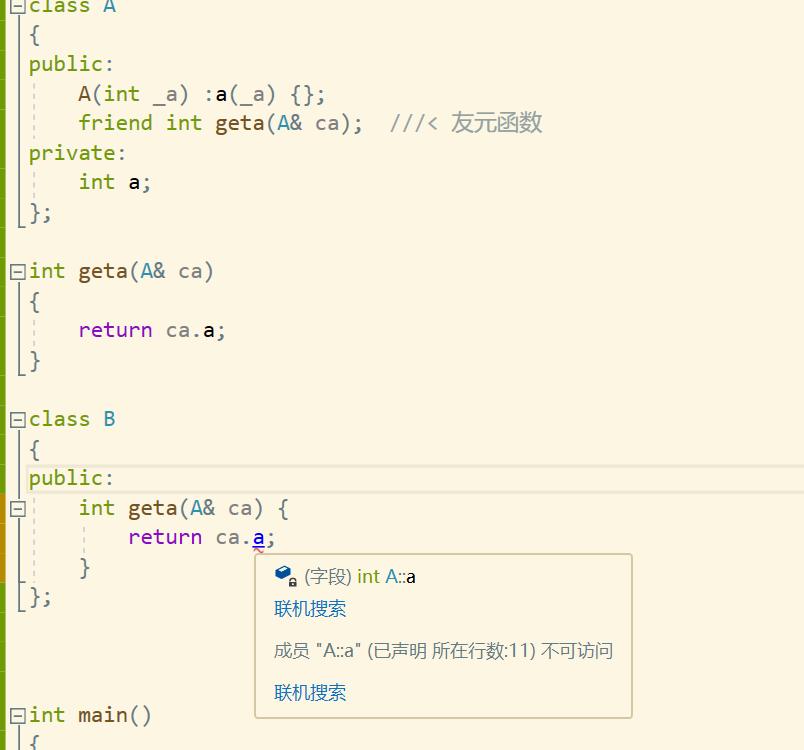 class A
{
public:
    A(int _a) :a(_a) {};
    friend int geta(A& ca);  ///< 友元函数
private:
    int a;
};
int geta(A& ca)
{
    return ca.a;
}
class B
{
public:
    int geta(A& ca) {
        return ca.a;
    }
(字段) int A::a
联机搜索
成员 "A::a" (已声明 所在行数:11) 不可访问
联机搜索
};
int main()
{